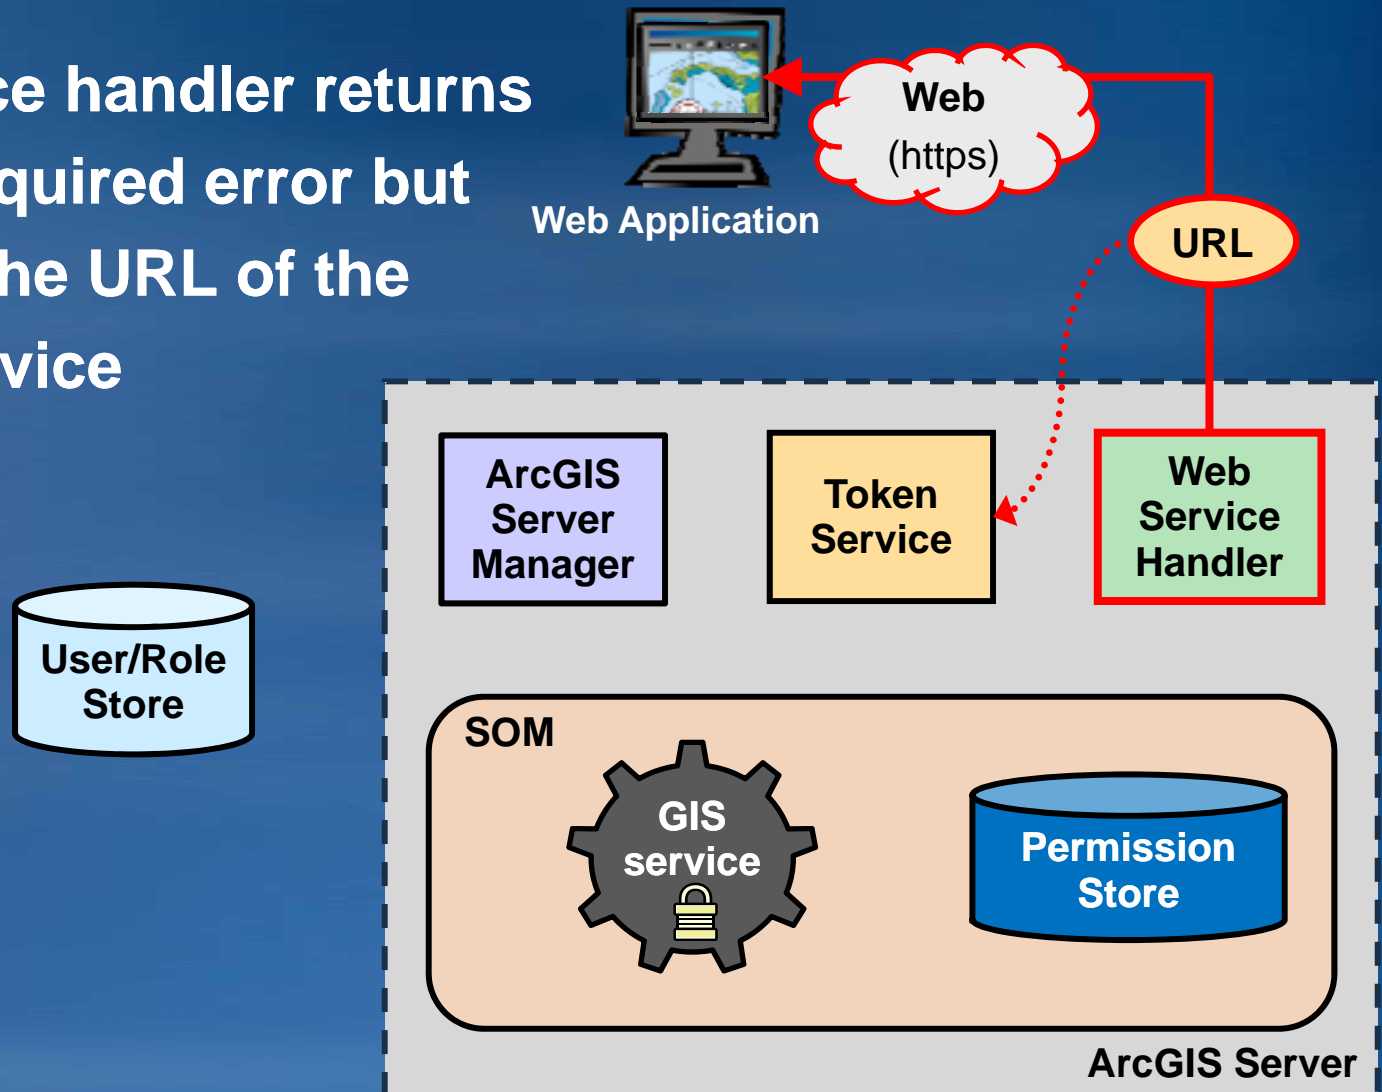 ce handler returns
quired error but
he URL of the
vice
Web
(https)
Web Application
URL
ArcGIS
Server
Manager
Token
Service
Web
Service
Handler
User/Role
Store
SOM
GIS
service
Permission
Store
ArcGIS Server